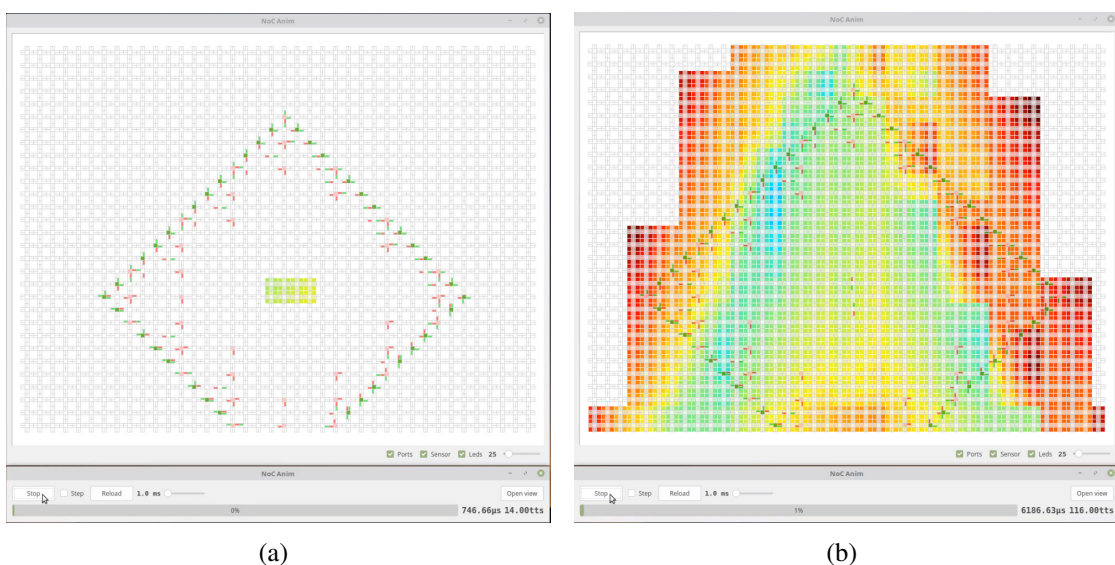 NoC Anim
Ports Sensor Leds 25
NoC Anim
Stop Step Reload 1.0 ms Open view
0% 746.66µs 14.00tts
(a)
NoC Anim
Ports Sensor Leds 25
NoC Anim
Stop Step Reload 1.0 ms Open view
1% 6186.63µs 116.00tts
(b)